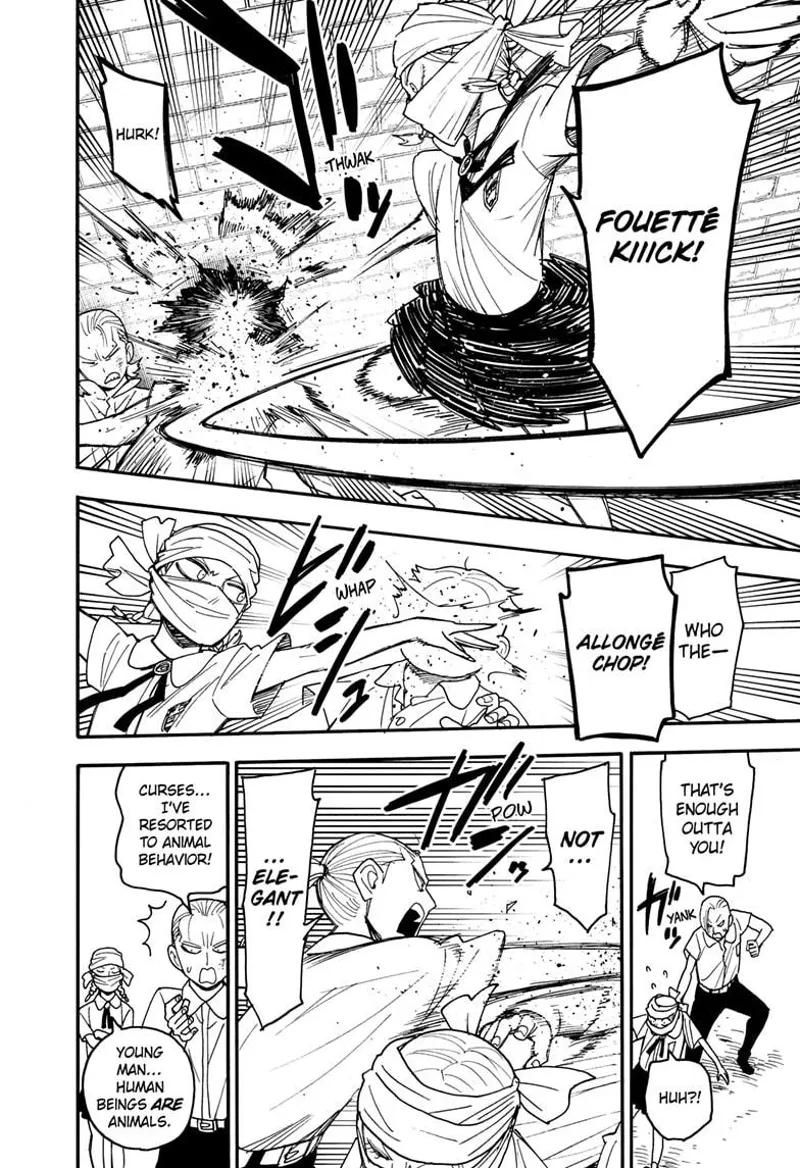 FOUETTÉ
KIIICK!
THWAK
HURK!
WHO
THE—
ALLONGÉ
CHOP!
WHAP
THAT'S
ENOUGH
OUTTA
YOU!
YANK
HUH?!
NOT
...
POW
...
ELE-
GANT
!!
CURSES...
I'VE
RESORTED
TO ANIMAL
BEHAVIOR!
YOUNG
MAN...
HUMAN
BEINGS ARE
ANIMALS.